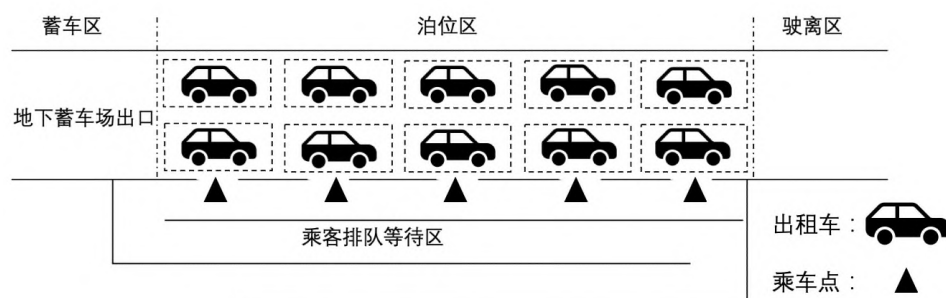 蓄车区
泊位区
驶离区
地下蓄车场出口
乘客排队等待区
出租车：
乘车点：